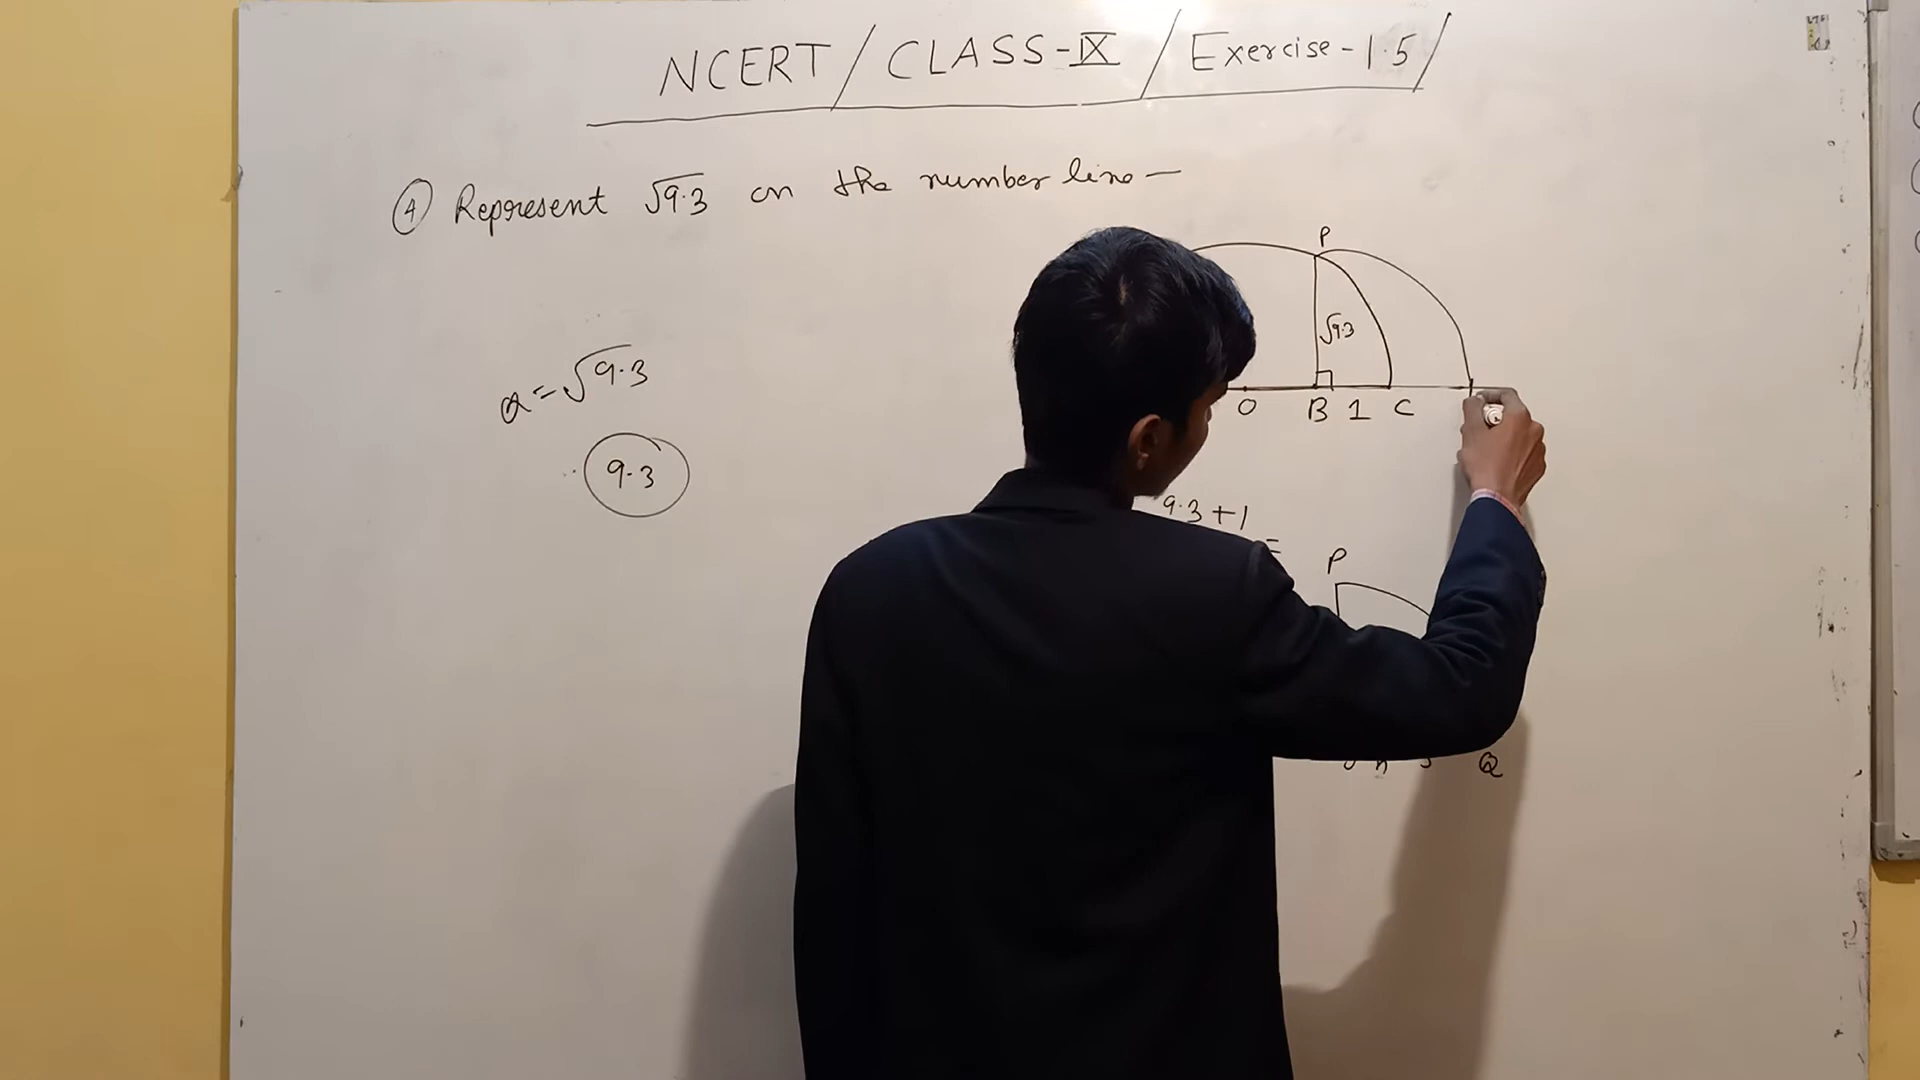 NCERT / CLASS-IX / Exercise-1.5 /
④ Represent √9.3 on the number line —
P
√9.3
O B 1 C
a = √9.3
9.3
9.3 + 1
=
P
Q